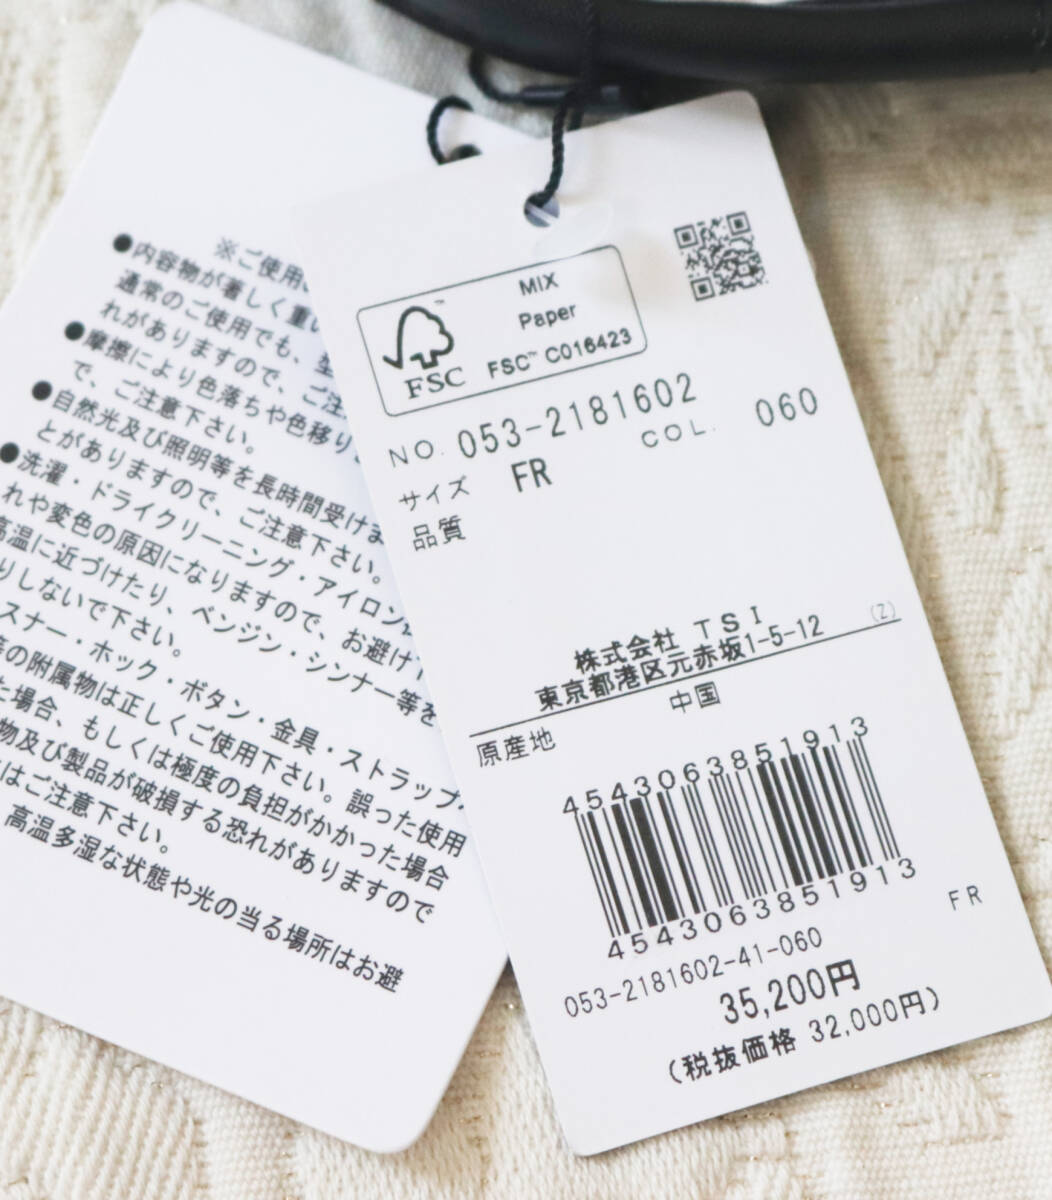 ※ご使用
●内容物が著しく重
通常のご使用でも、型
れがありますので、ご注
●摩擦により色落ちや色移り
で、ご注意下さい。
●自然光及び照明等を長時間受けま
とがありますので、ご注意下さい。
●洗濯・ドライクリーニング・アイロン
れや変色の原因になりますので、お避け
高温に近づけたり、ベンジン・シンナー等を
りしないで下さい。
スナー・ホック・ボタン・金具・ストラップ
等の附属物は正しくご使用下さい。誤った使用
た場合、もしくは極度の負担がかかった場合
物及び製品が破損する恐れがありますので
はご注意下さい。
高温多湿な状態や光の当る場所はお避
MIX
Paper
FSC™ C016423
FSC
NO. 053-2181602
COL. 060
サイズ FR
品質
株式会社 TSI (Z)
東京都港区元赤坂1-5-12
原産地 中国
4543063851913
4543063851913
FR
053-2181602-41-060
35,200円
(税抜価格 32,000円)